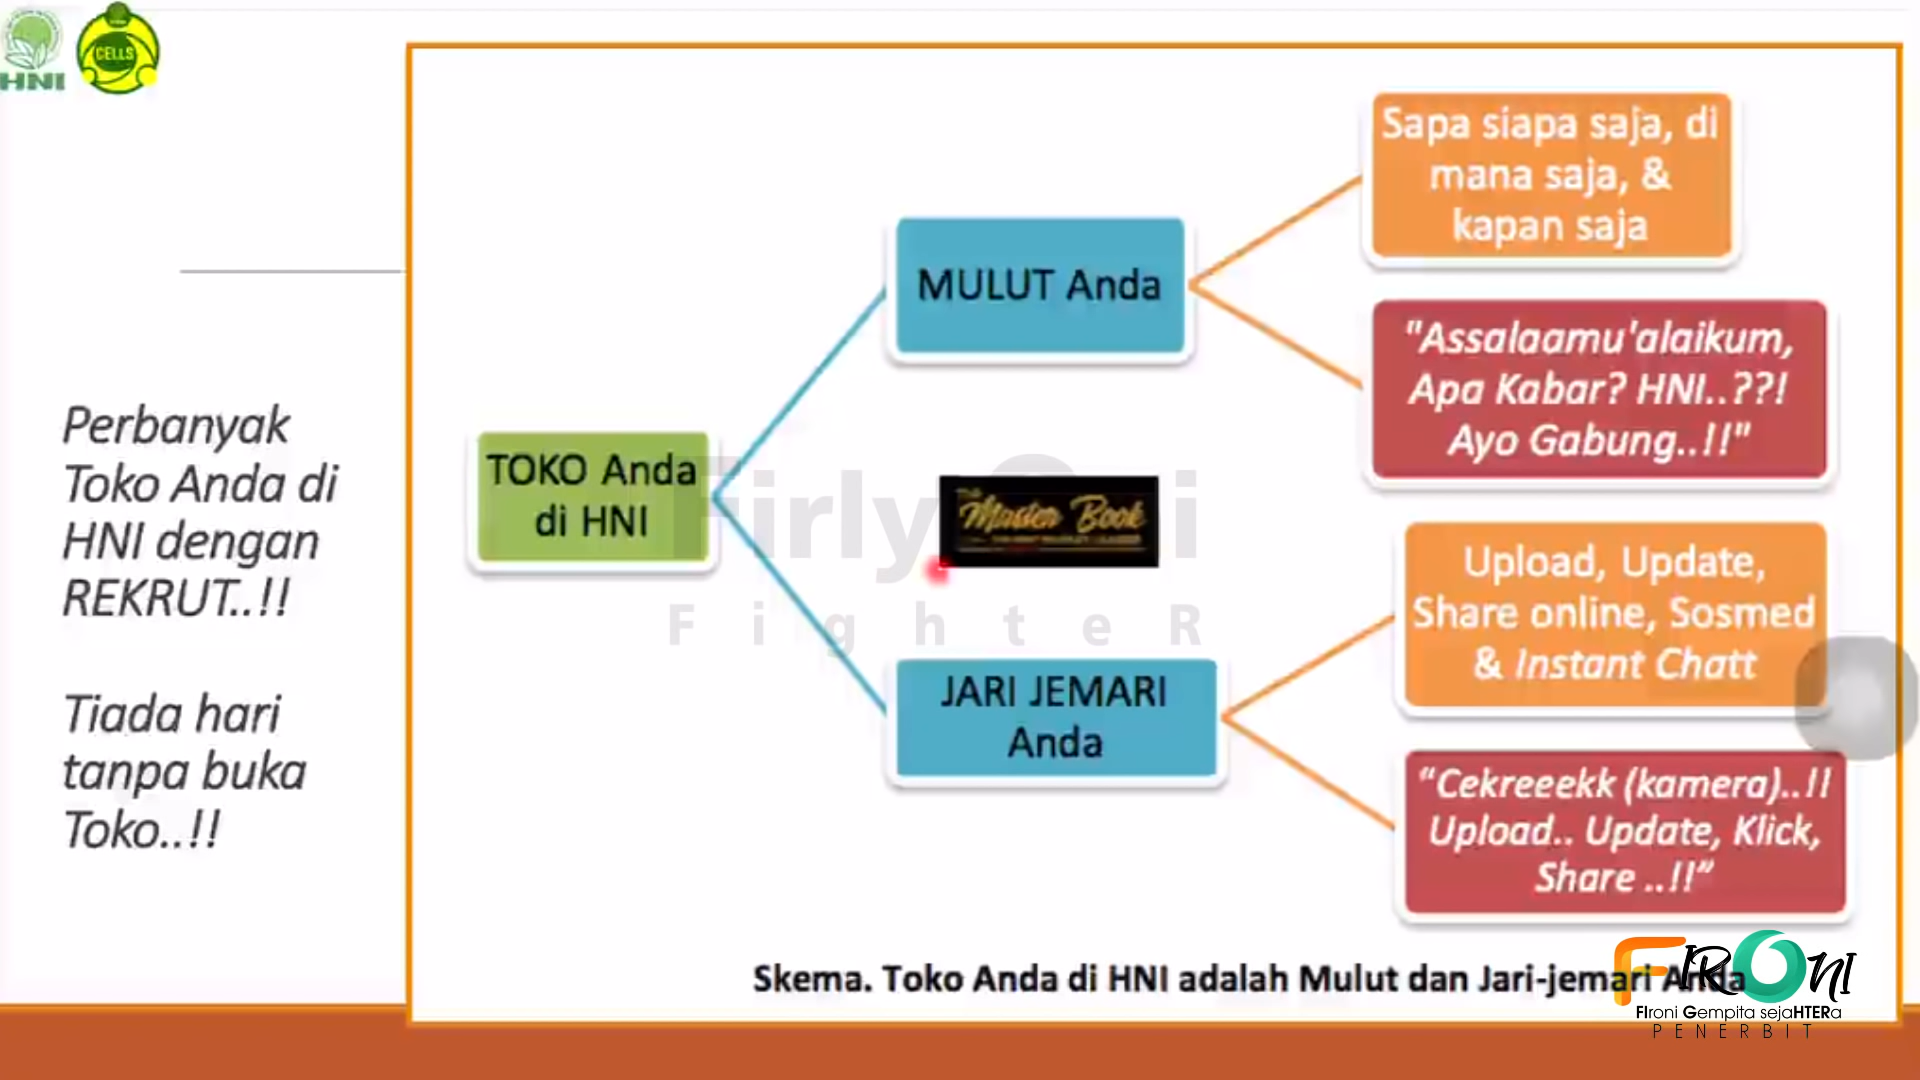 HNI
CELLS
Perbanyak
Toko Anda di
HNI dengan
REKRUT..!!
Tiada hari
tanpa buka
Toko..!!
TOKO Anda
di HNI
MULUT Anda
Sapa siapa saja, di
mana saja, &
kapan saja
"Assalaamu'alaikum,
Apa Kabar? HNI..??!
Ayo Gabung..!!"
The
Master Book
FighteR
JARI JEMARI
Anda
Upload, Update,
Share online, Sosmed
& Instant Chatt
“Cekreeekk (kamera)..!!
Upload.. Update, Klick,
Share ..!!”
Skema. Toko Anda di HNI adalah Mulut dan Jari-jemari Anda
FIRONI
FIroni Gempita sejaHTERa
PENERBIT